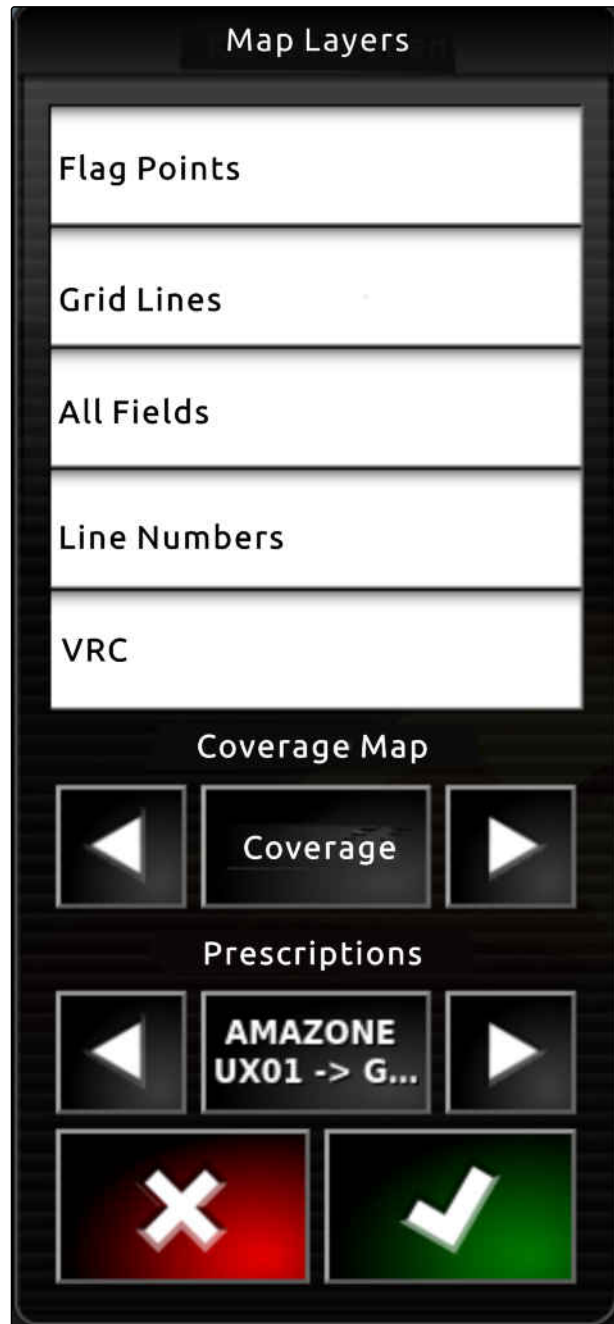 Map Layers
Flag Points
Grid Lines
All Fields
Line Numbers
VRC
Coverage Map
Coverage
Prescriptions
AMAZONE
UX01 -> G...